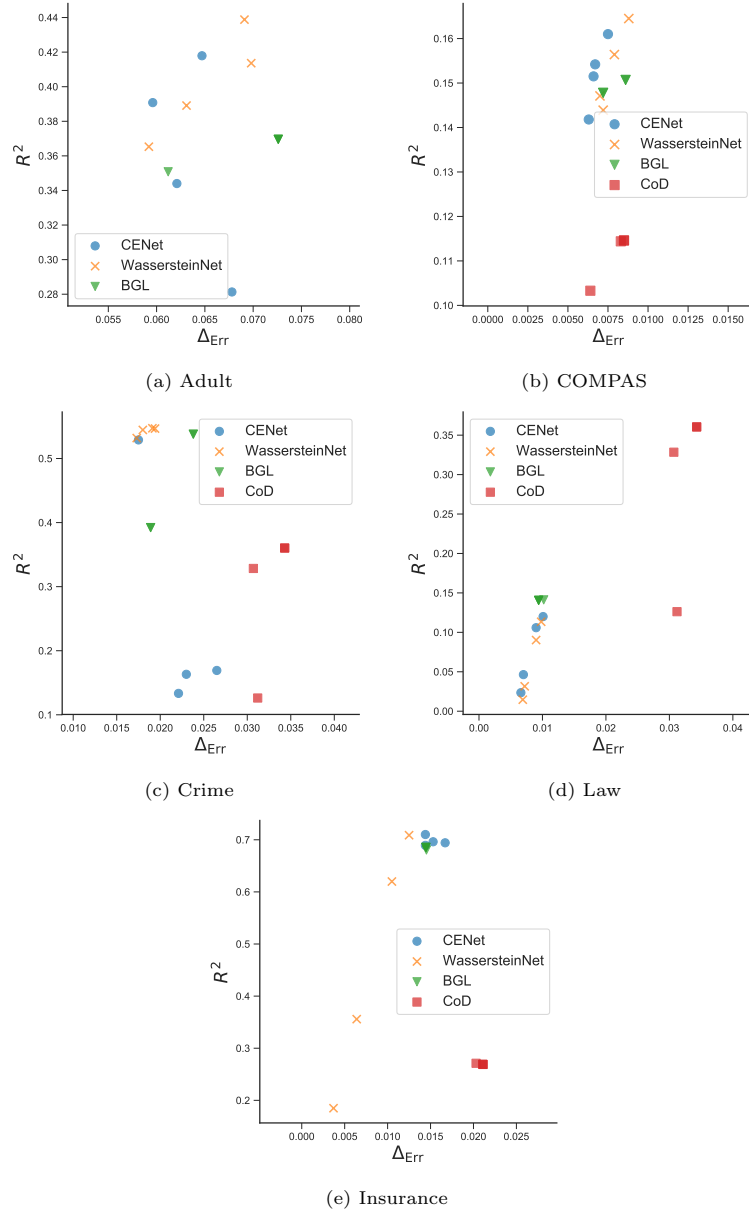 0.44
0.42
0.40
0.38
0.36
0.34
0.32
0.30
0.28
R²
CENet
WassersteinNet
BGL
0.055 0.060 0.065 0.070 0.075 0.080
Δ_Err
(a) Adult
0.16
0.15
0.14
0.13
0.12
0.11
0.10
R²
CENet
WassersteinNet
BGL
CoD
0.0000 0.0025 0.0050 0.0075 0.0100 0.0125 0.0150
Δ_Err
(b) COMPAS
0.5
0.4
0.3
0.2
0.1
R²
CENet
WassersteinNet
BGL
CoD
0.010 0.015 0.020 0.025 0.030 0.035 0.040
Δ_Err
(c) Crime
0.35
0.30
0.25
0.20
0.15
0.10
0.05
0.00
R²
CENet
WassersteinNet
BGL
CoD
0.00 0.01 0.02 0.03 0.04
Δ_Err
(d) Law
0.7
0.6
0.5
0.4
0.3
0.2
R²
CENet
WassersteinNet
BGL
CoD
0.000 0.005 0.010 0.015 0.020 0.025
Δ_Err
(e) Insurance